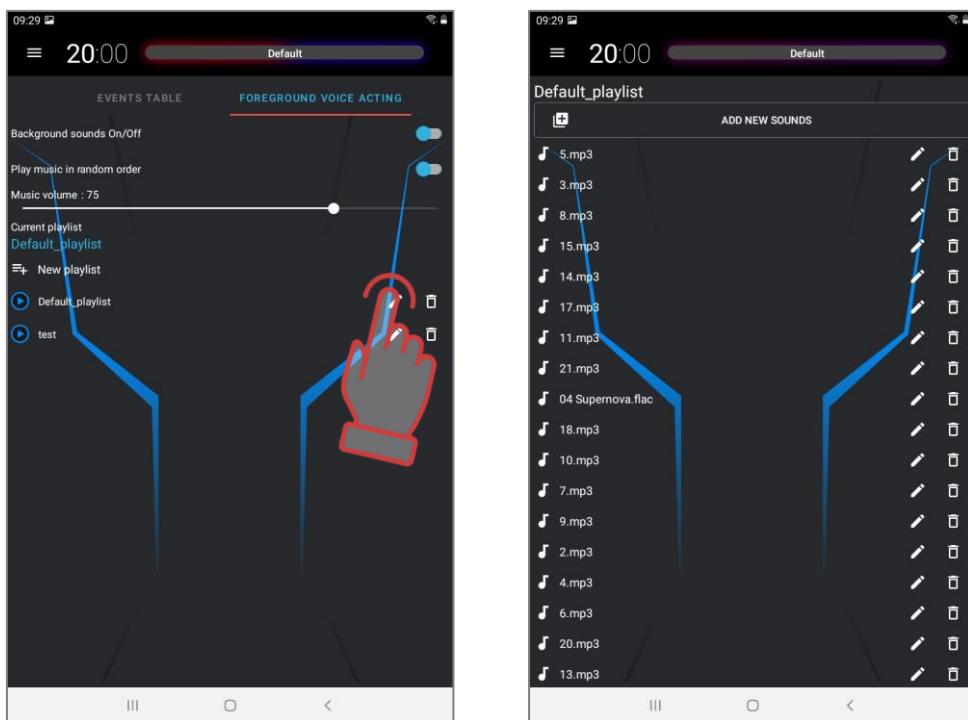 09:29
20:00
Default
EVENTS TABLE
FOREGROUND VOICE ACTING
Background sounds On/Off
Play music in random order
Music volume : 75
Current playlist
Default_playlist
New playlist
Default_playlist
test
09:29
20:00
Default
Default_playlist
ADD NEW SOUNDS
5.mp3
3.mp3
8.mp3
15.mp3
14.mp3
17.mp3
11.mp3
21.mp3
04 Supernova.flac
18.mp3
10.mp3
7.mp3
9.mp3
2.mp3
4.mp3
6.mp3
20.mp3
13.mp3